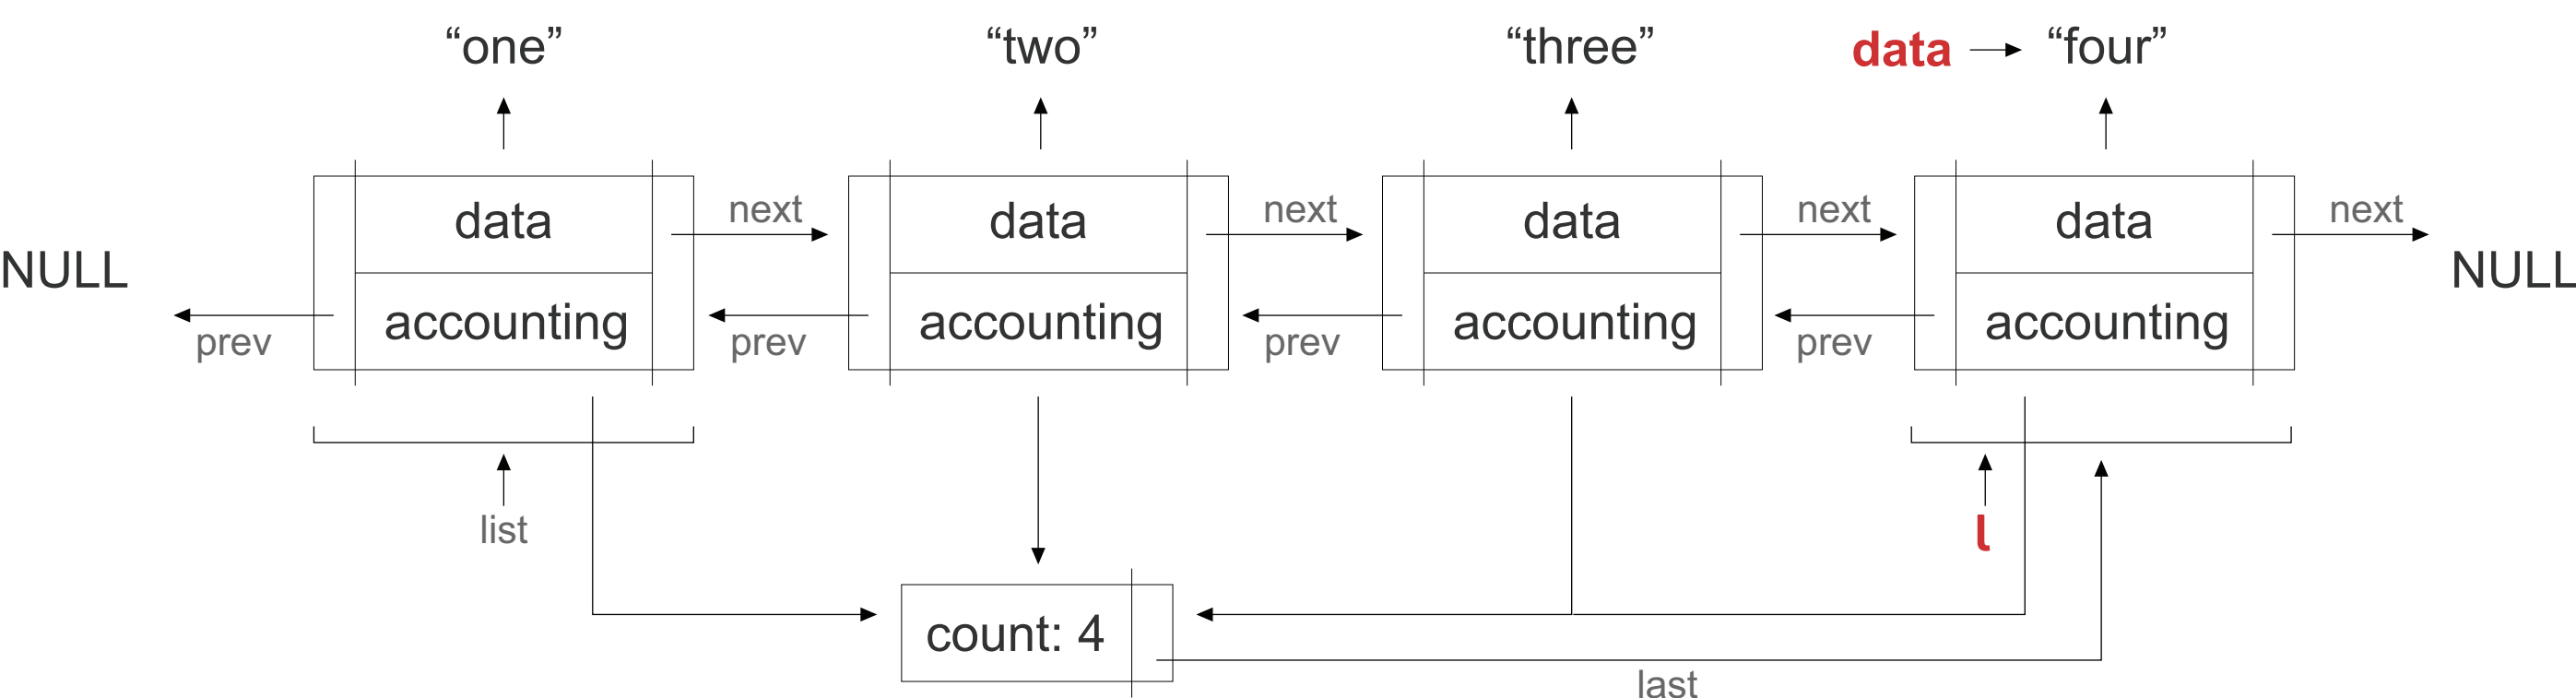 “one” “two” “three” data “four”
next next next next
data data data data
NULL NULL
accounting accounting accounting accounting
prev prev prev prev
list l
count: 4
last